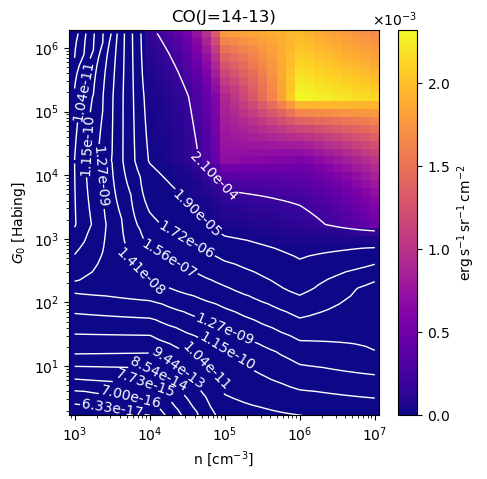 CO(J=14-13)
×10⁻³
10⁶
10⁵
10⁴
10³
10²
10¹
G₀ [Habing]
1.04e-11
1.15e-10
1.27e-09
2.10e-04
1.90e-05
1.72e-06
1.56e-07
1.41e-08
1.27e-09
1.15e-10
1.04e-11
9.44e-13
8.54e-14
7.73e-15
7.00e-16
6.33e-17
10³ 10⁴ 10⁵ 10⁶ 10⁷
n [cm⁻³]
2.0
1.5
1.0
0.5
0.0
erg s⁻¹ sr⁻¹ cm⁻²